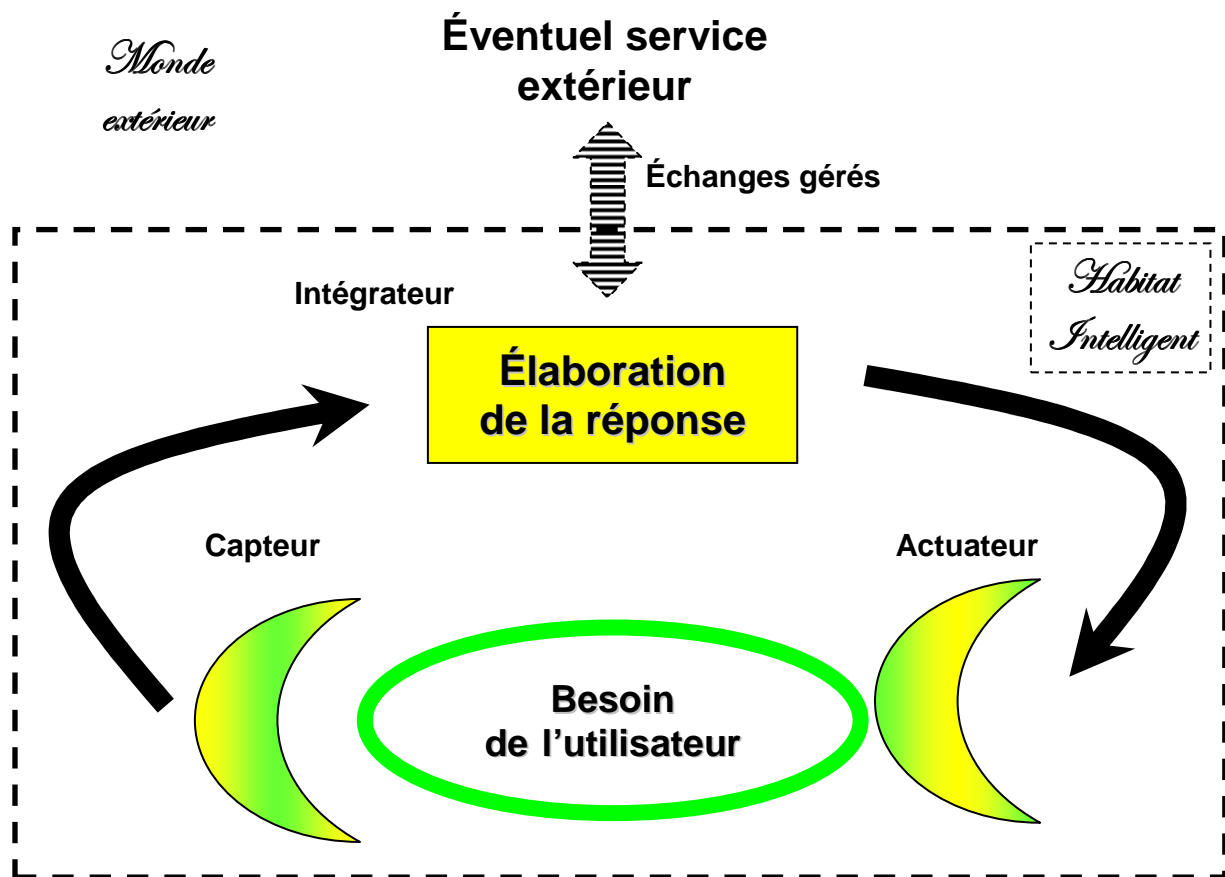 Monde
extérieur
Éventuel service
extérieur
Échanges gérés
Habitat
Intelligent
Intégrateur
Élaboration
de la réponse
Capteur
Actuateur
Besoin
de l’utilisateur